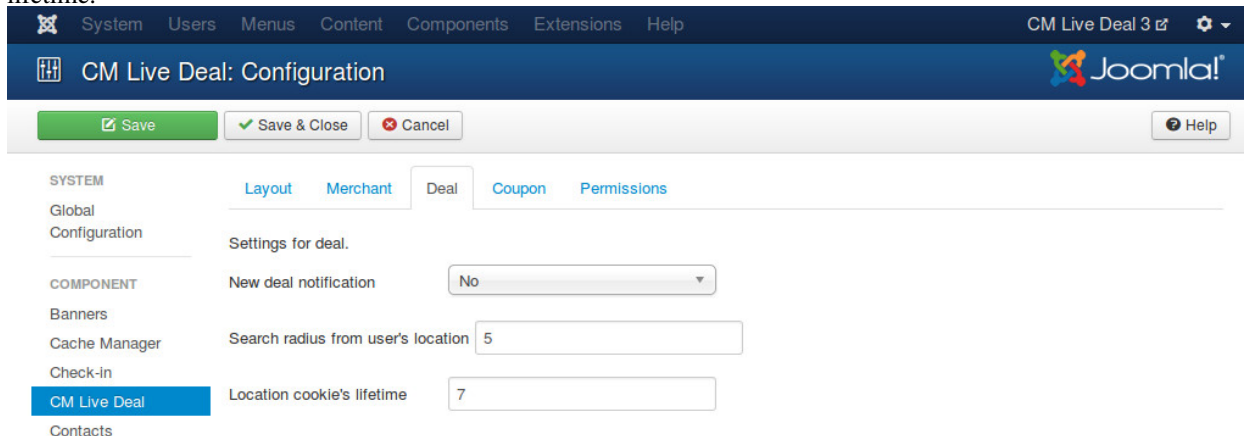 lifetime.
System Users Menus Content Components Extensions Help CM Live Deal 3
CM Live Deal: Configuration Joomla!
Save Save & Close Cancel Help
SYSTEM
Global
Configuration
COMPONENT
Banners
Cache Manager
Check-in
CM Live Deal
Contacts
Layout Merchant Deal Coupon Permissions
Settings for deal.
New deal notification No
Search radius from user's location 5
Location cookie's lifetime 7